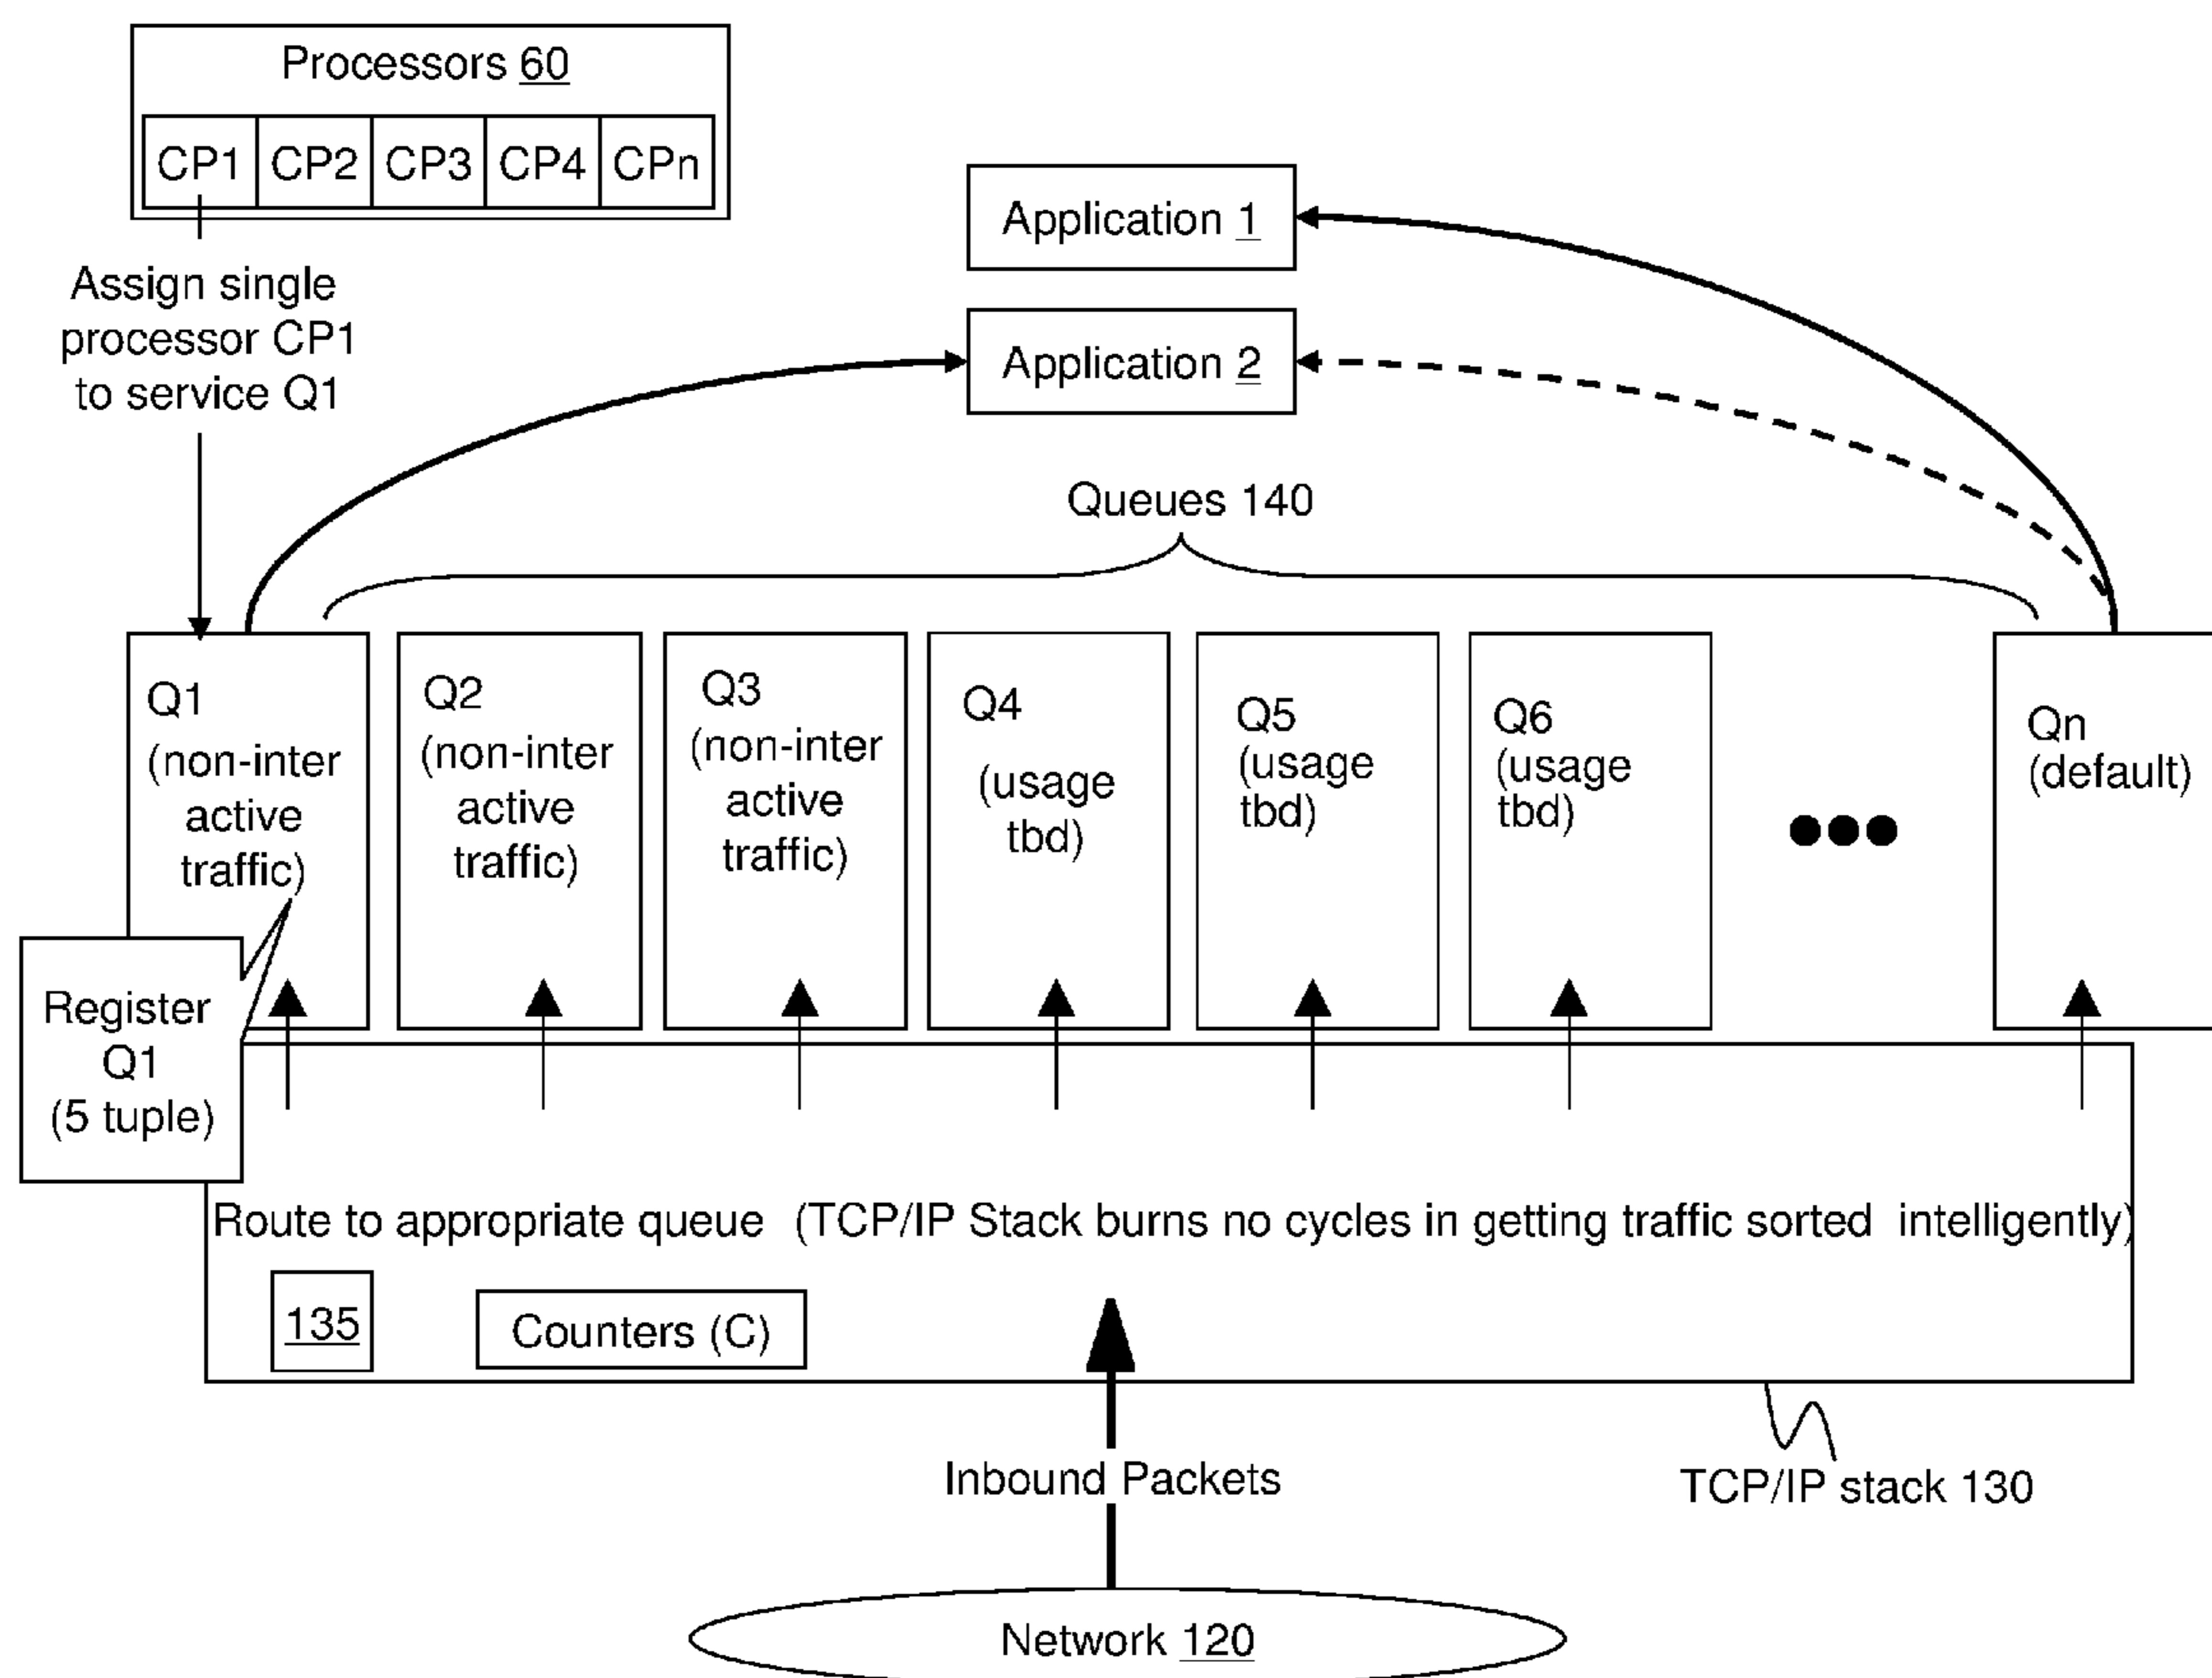 Processors 60
CP1 CP2 CP3 CP4 CPn
Assign single
processor CP1
to service Q1
Application 1
Application 2
Queues 140
Q1
(non-inter
active
traffic)
Q2
(non-inter
active
traffic)
Q3
(non-inter
active
traffic)
Q4
(usage
tbd)
Q5
(usage
tbd)
Q6
(usage
tbd)
Qn
(default)
Register
Q1
(5 tuple)
Route to appropriate queue (TCP/IP Stack burns no cycles in getting traffic sorted intelligently)
135
Counters (C)
Inbound Packets
TCP/IP stack 130
Network 120